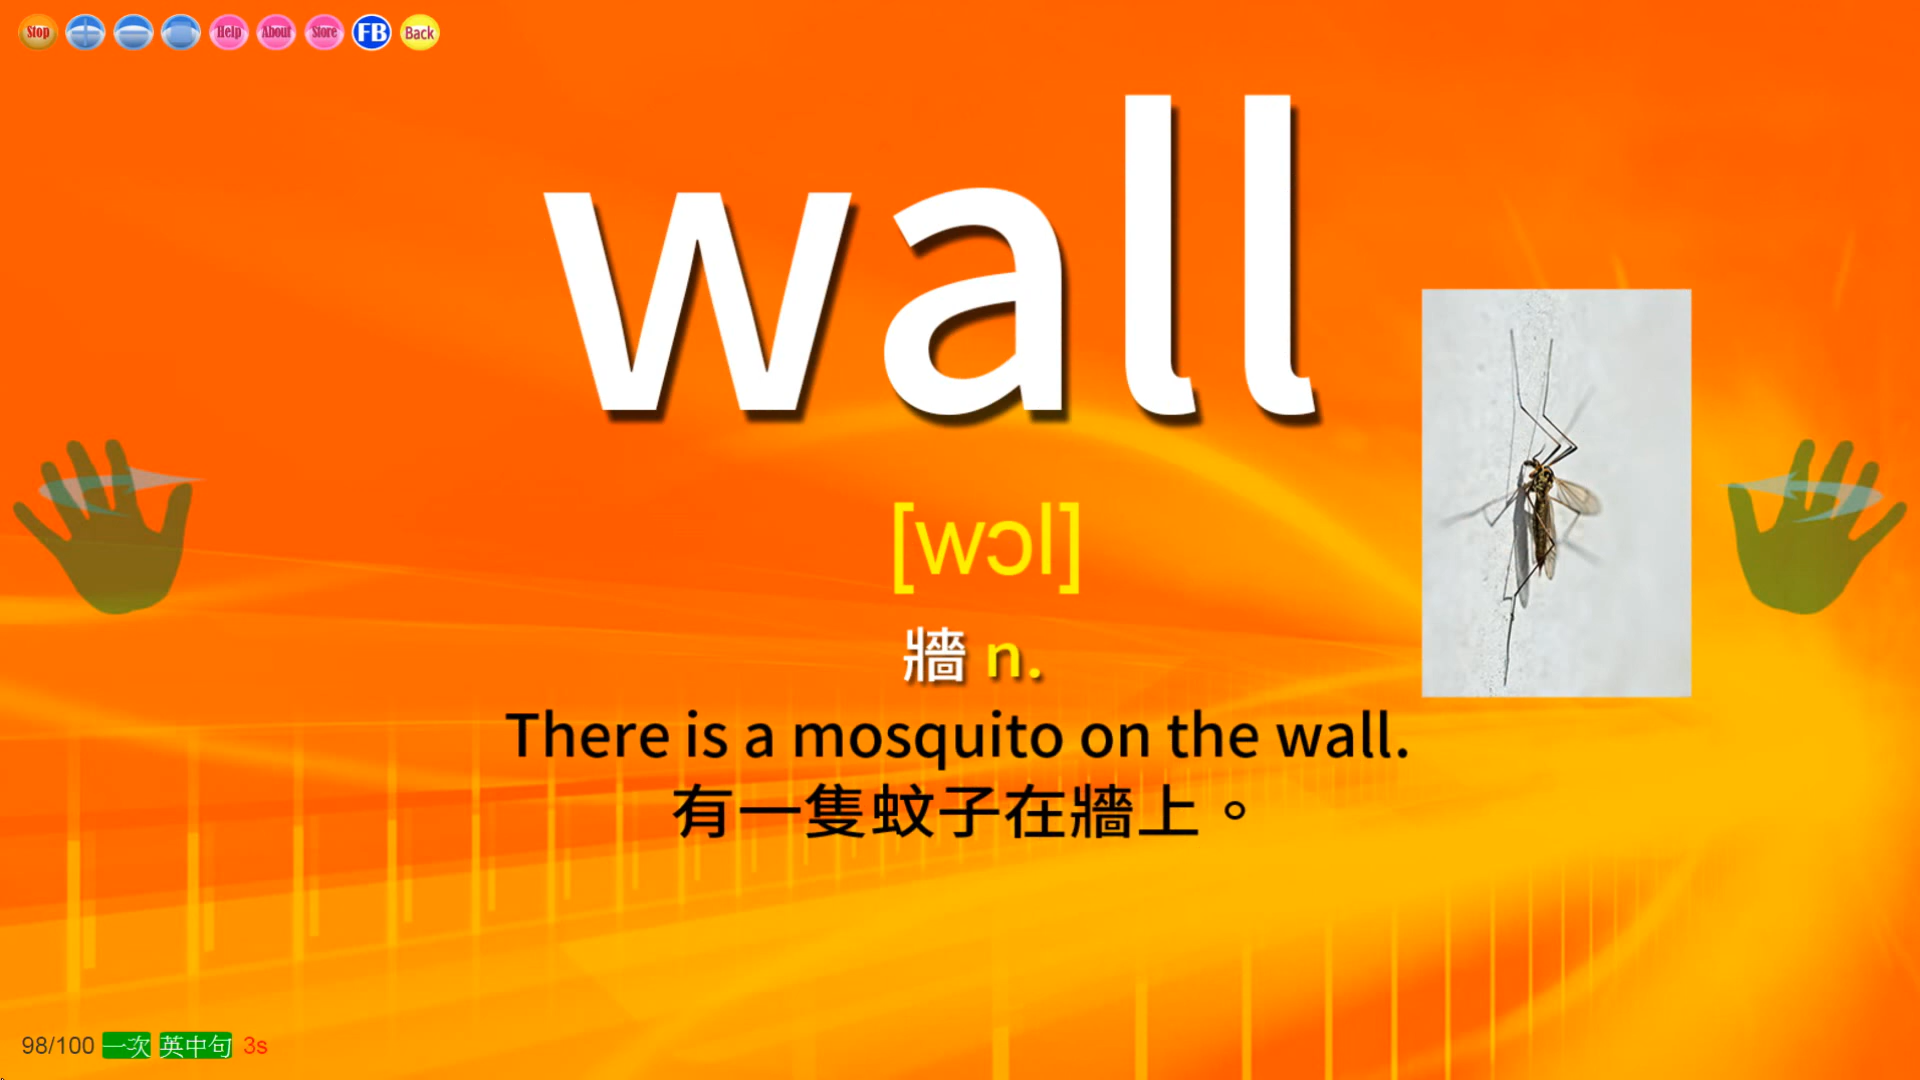 Stop Help About Store FB Back
wall
[wɔl]
牆 n.
There is a mosquito on the wall.
有一隻蚊子在牆上。
98/100 一次 英中句 3s